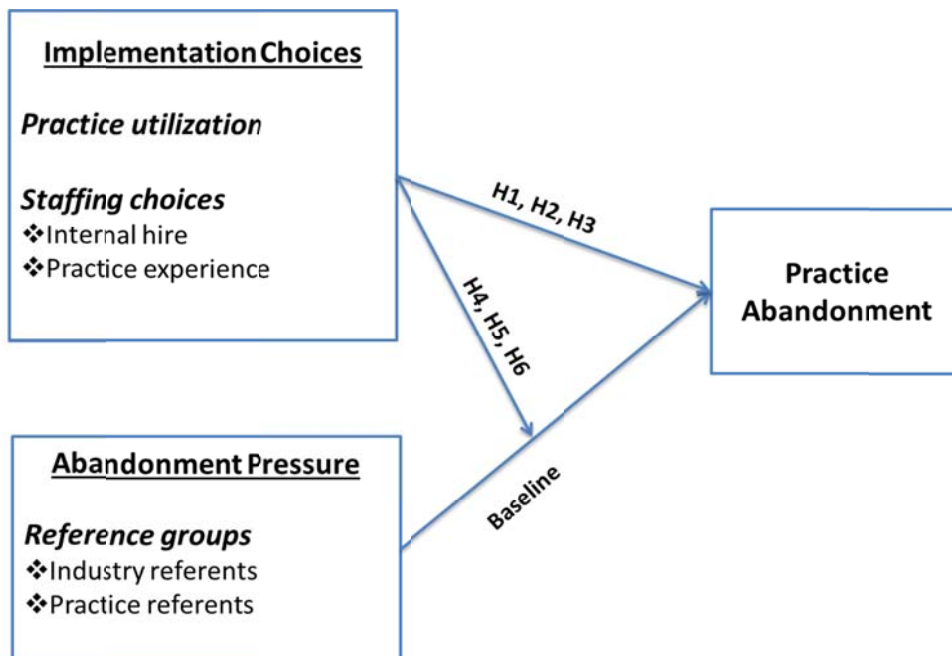 Implementation Choices
Practice utilization
Staffing choices
❖Internal hire
❖Practice experience
H1, H2, H3
Practice
Abandonment
H4, H5, H6
Baseline
Abandonment Pressure
Reference groups
❖Industry referents
❖Practice referents